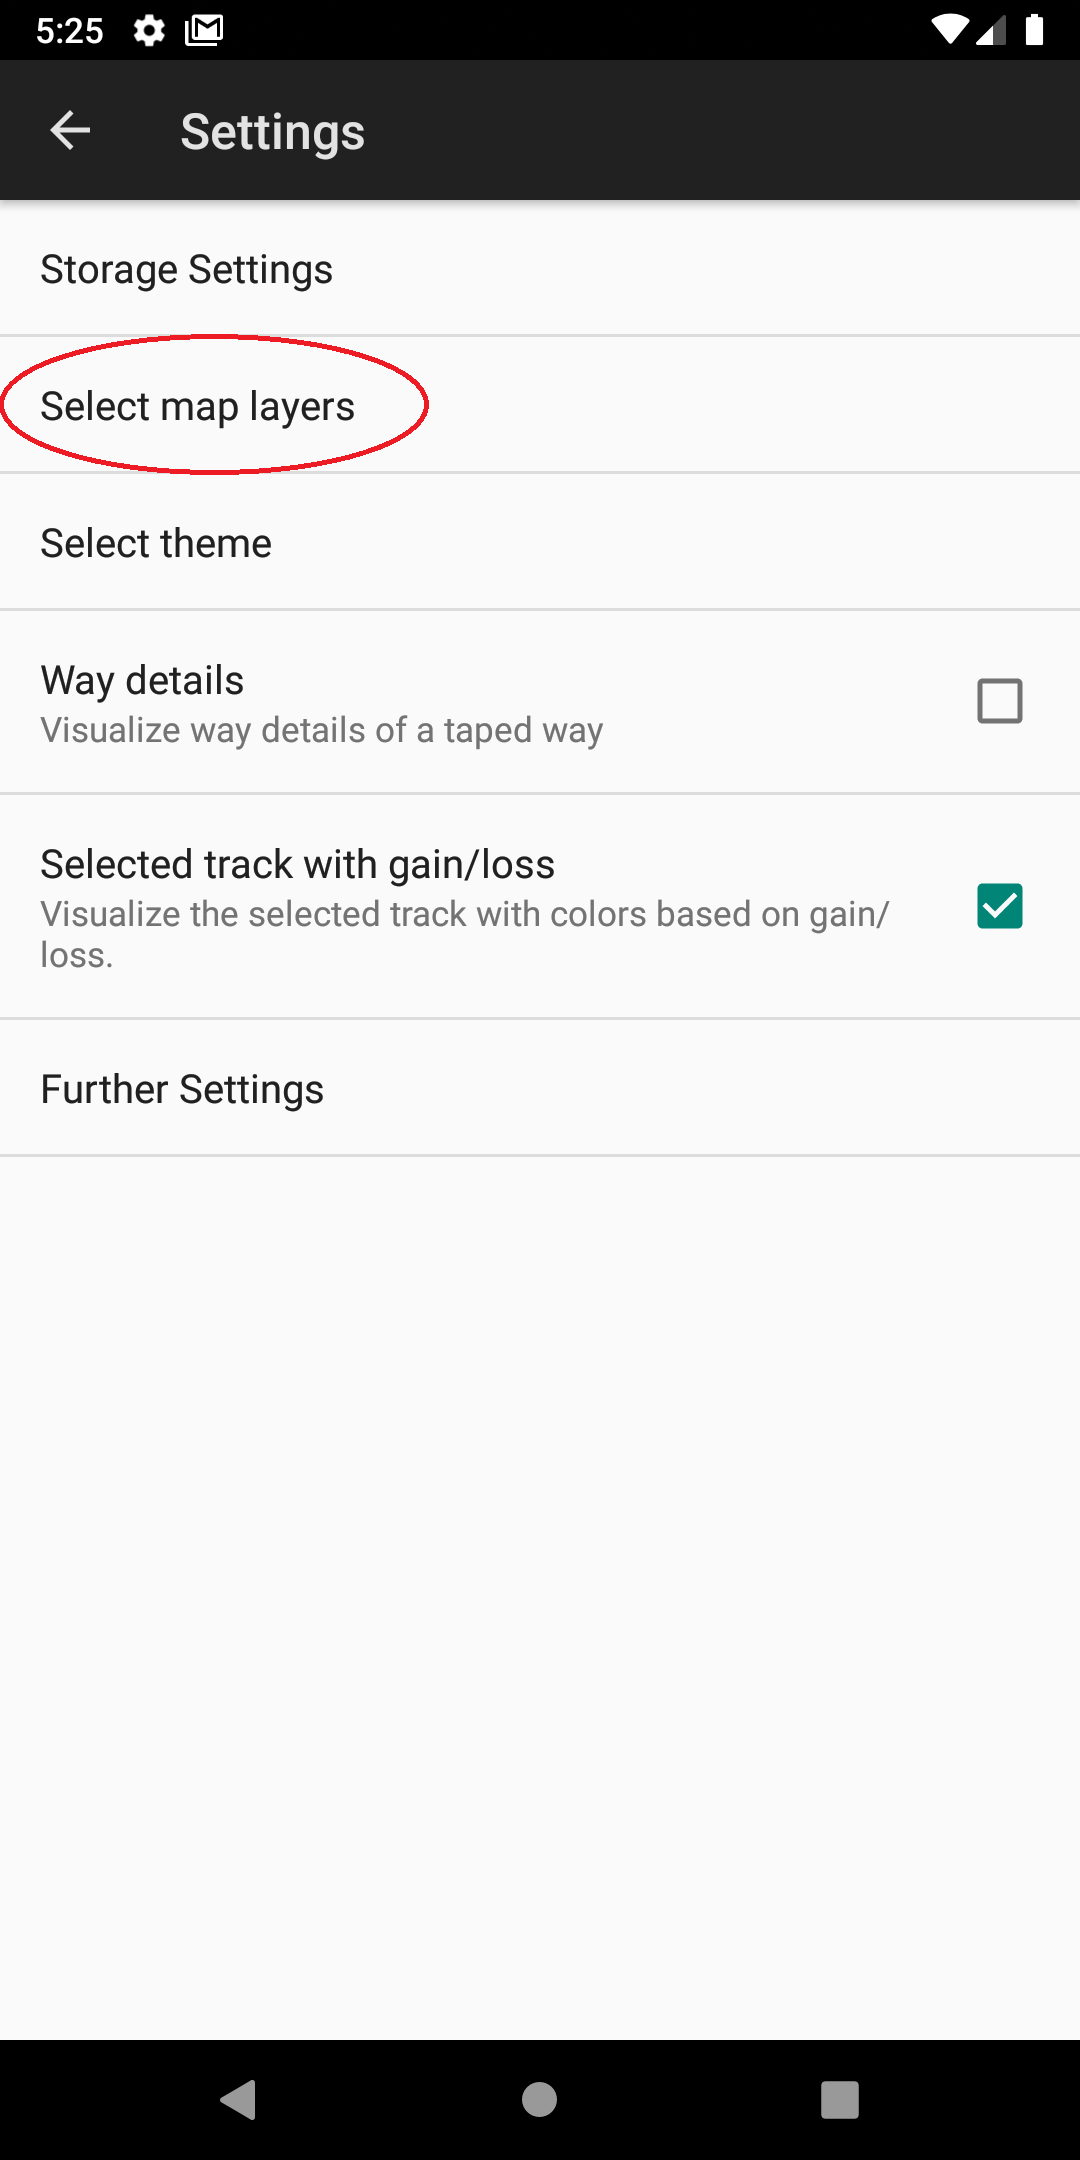 5:25
Settings
Storage Settings
Select map layers
Select theme
Way details
Visualize way details of a taped way
Selected track with gain/loss
Visualize the selected track with colors based on gain/
loss.
Further Settings